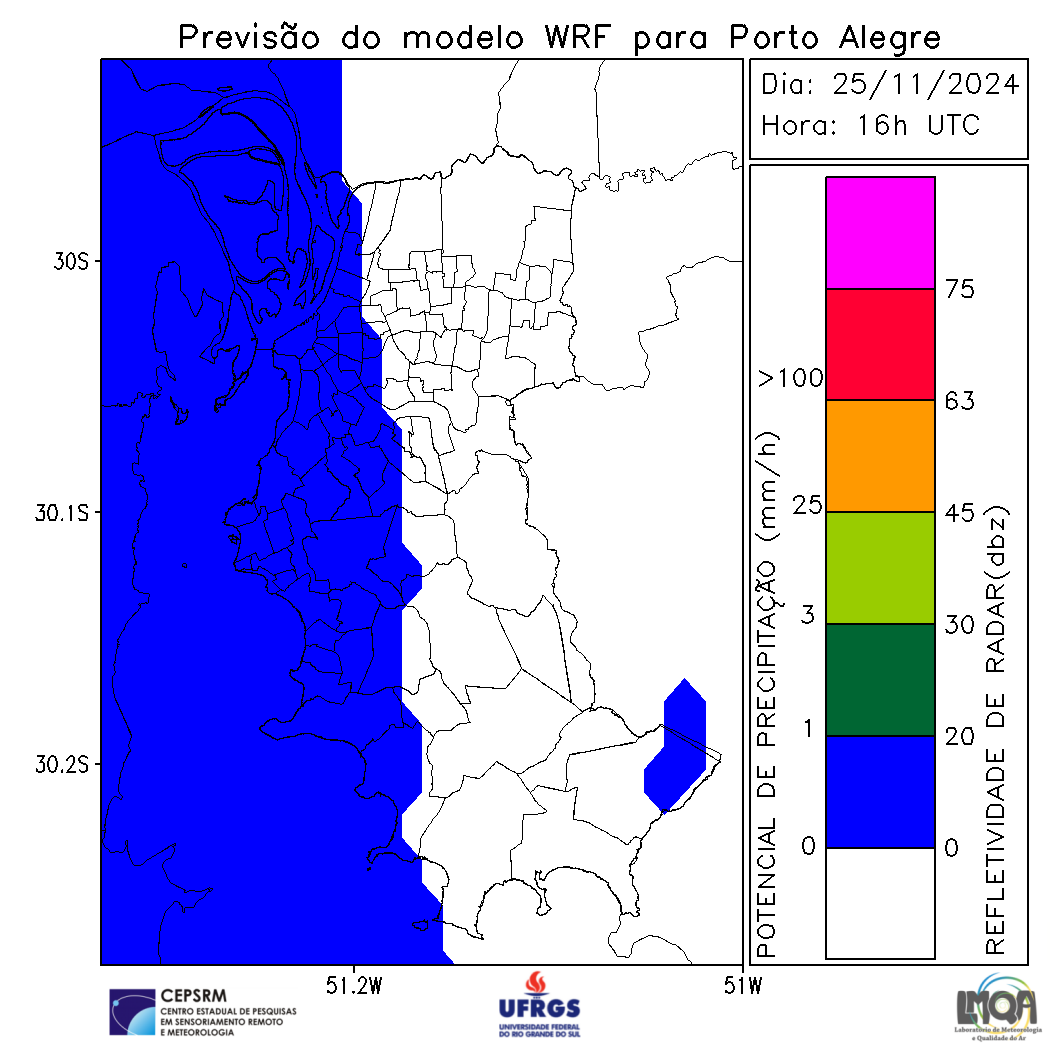 Previsão do modelo WRF para Porto Alegre
Dia: 25/11/2024
Hora: 16h UTC
30S
30.1S
30.2S
51.2W
51W
POTENCIAL DE PRECIPITAÇÃO (mm/h)
>100
25
3
1
0
75
63
45
30
20
0
REFLETIVIDADE DE RADAR(dbz)
CEPSRM
CENTRO ESTADUAL DE PESQUISAS
EM SENSORIAMENTO REMOTO
E METEOROLOGIA
UFRGS
UNIVERSIDADE FEDERAL
DO RIO GRANDE DO SUL
LMQA
Laboratório de Meteorologia
e Qualidade do Ar